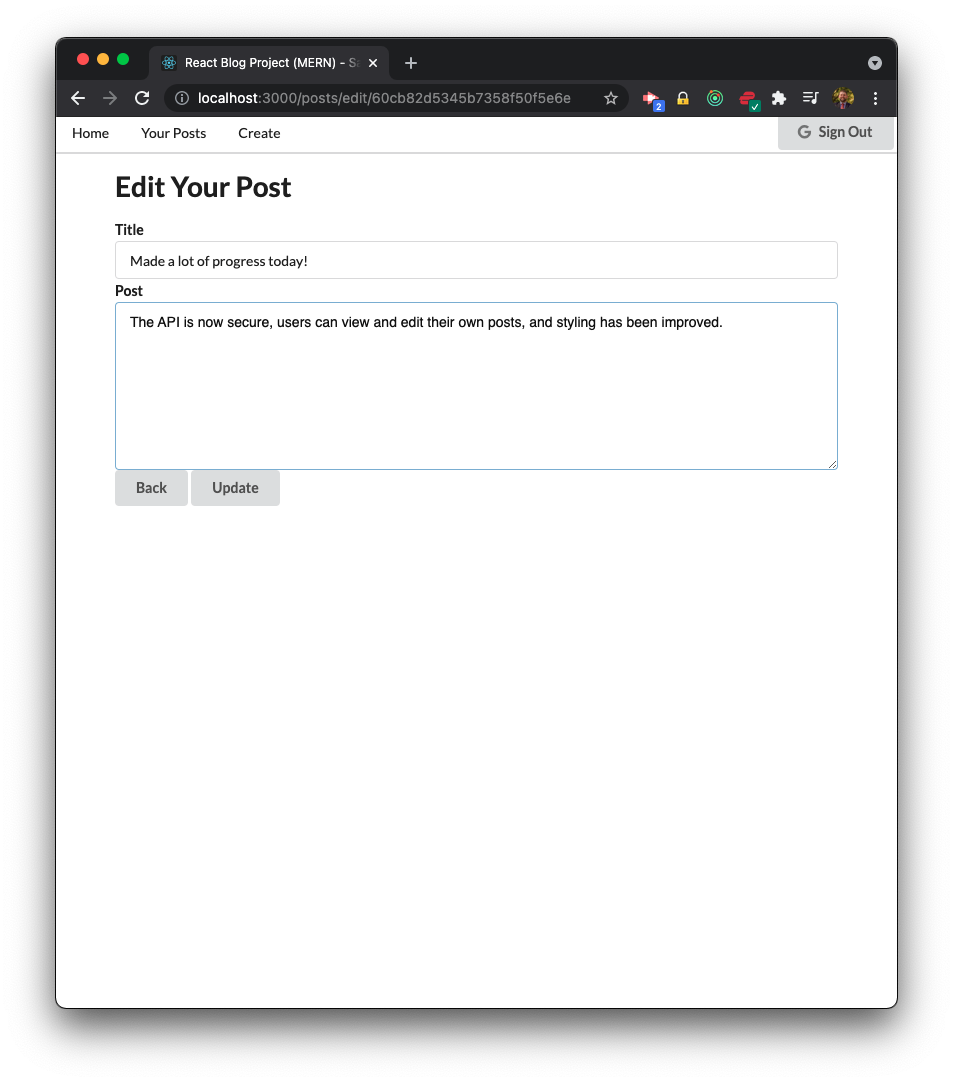 React Blog Project (MERN) - Sa
localhost:3000/posts/edit/60cb82d5345b7358f50f5e6e
2
Home
Your Posts
Create
G Sign Out
Edit Your Post
Title
Made a lot of progress today!
Post
The API is now secure, users can view and edit their own posts, and styling has been improved.
Back
Update